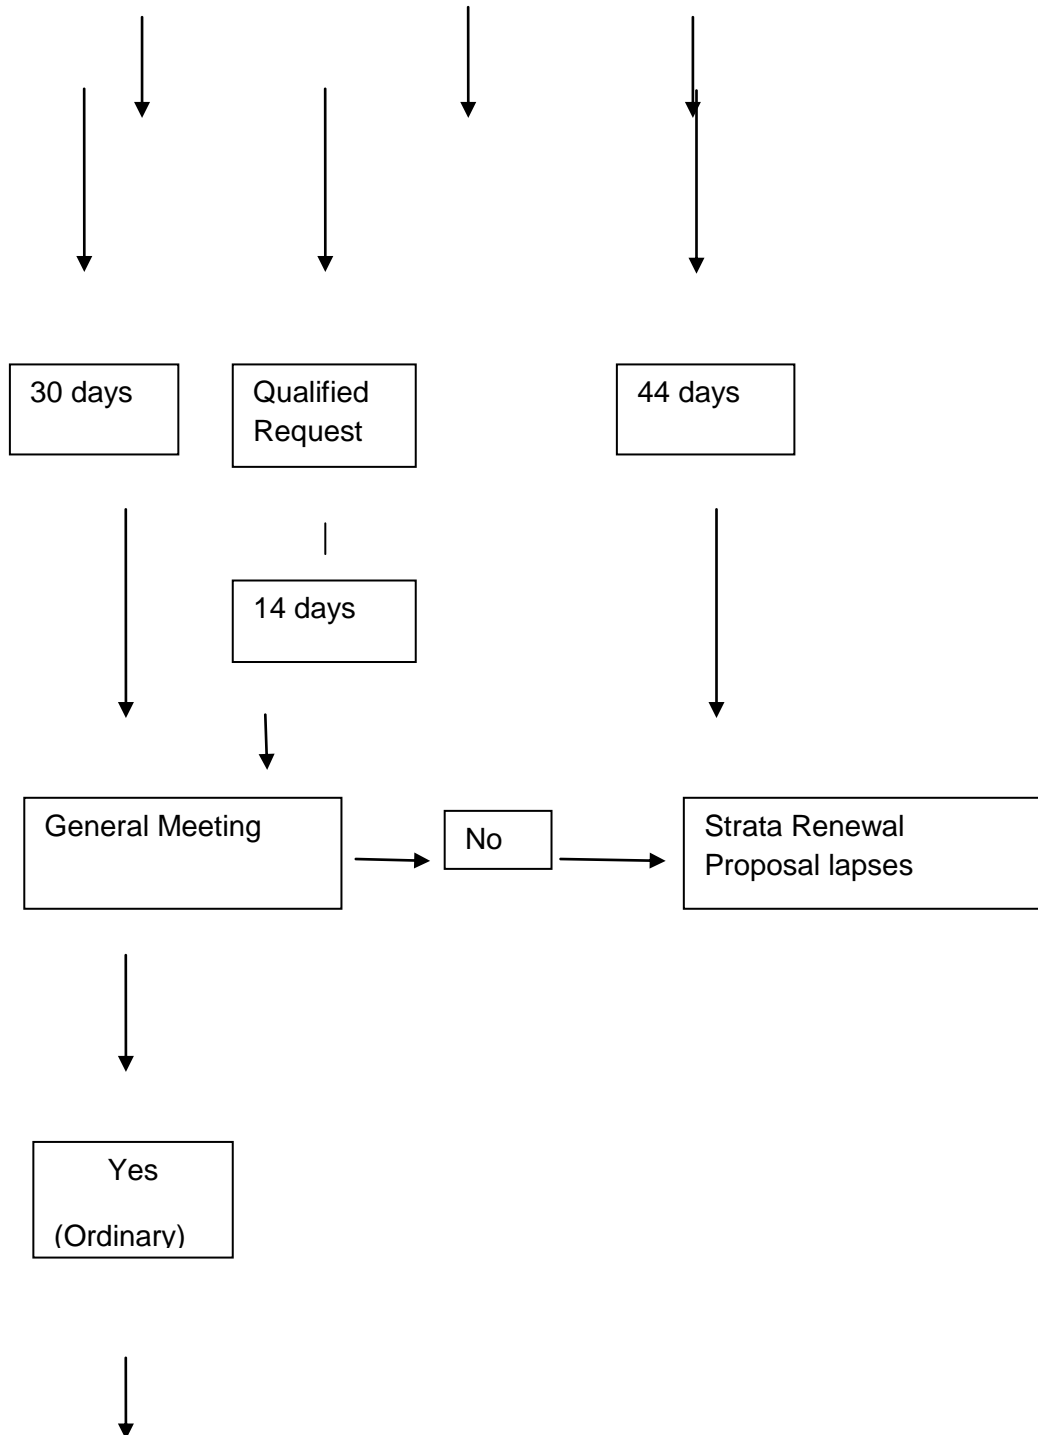 30 days
Qualified
Request
44 days
14 days
General Meeting
No
Strata Renewal
Proposal lapses
Yes
(Ordinary)